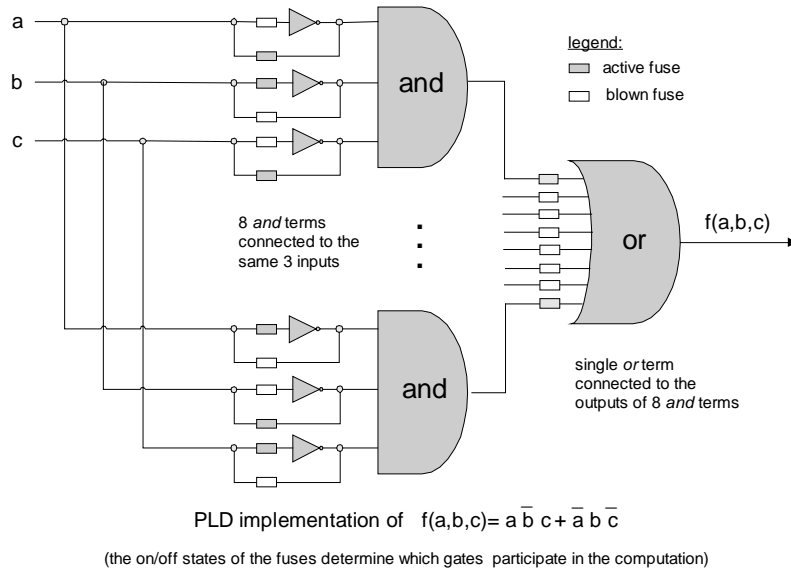 a
b
c
and
legend:
active fuse
blown fuse
8 and terms
connected to the
same 3 inputs
or
f(a,b,c)
and
single or term
connected to the
outputs of 8 and terms
PLD implementation of f(a,b,c)= a b̅ c + a̅ b c̅
(the on/off states of the fuses determine which gates participate in the computation)